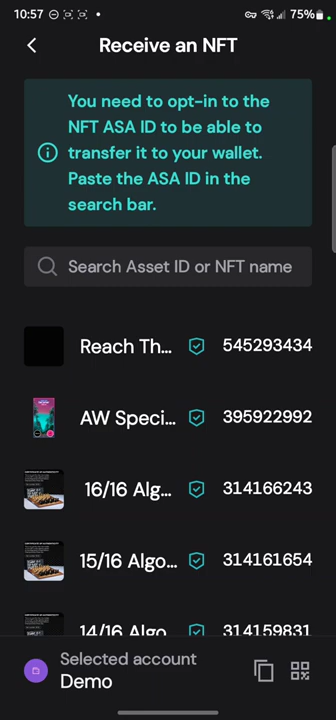 10:57
75%
Receive an NFT
You need to opt-in to the
NFT ASA ID to be able to
transfer it to your wallet.
Paste the ASA ID in the
search bar.
Search Asset ID or NFT name
Reach Th... 545293434
AW Speci... 395922992
16/16 Alg... 314166243
15/16 Algo... 314161654
14/16 Algo 314159831
Selected account
Demo